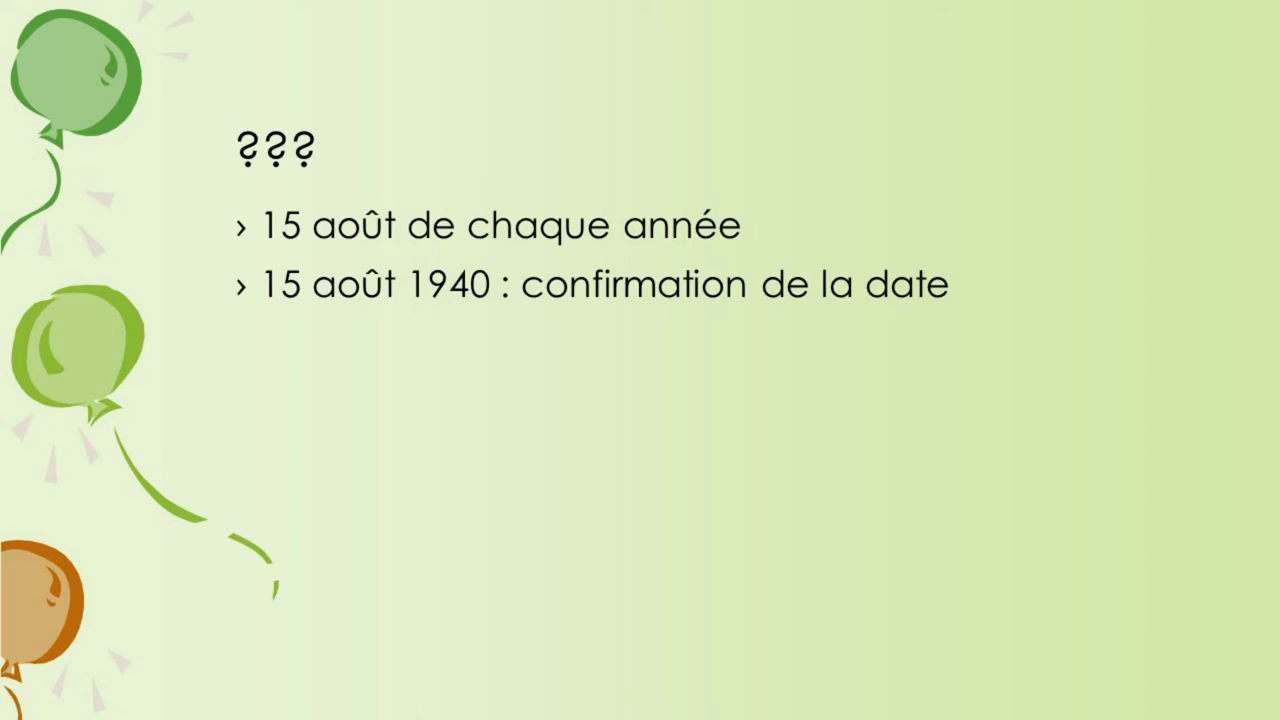 ???
› 15 août de chaque année
› 15 août 1940 : confirmation de la date